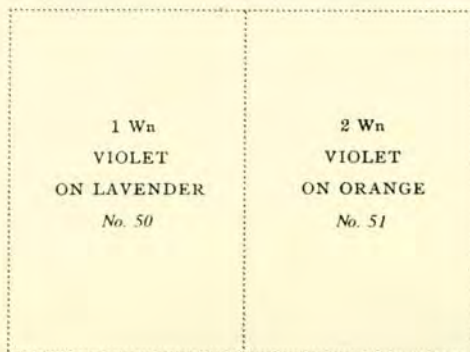 1 Wn
VIOLET
ON LAVENDER
No. 50
2 Wn
VIOLET
ON ORANGE
No. 51